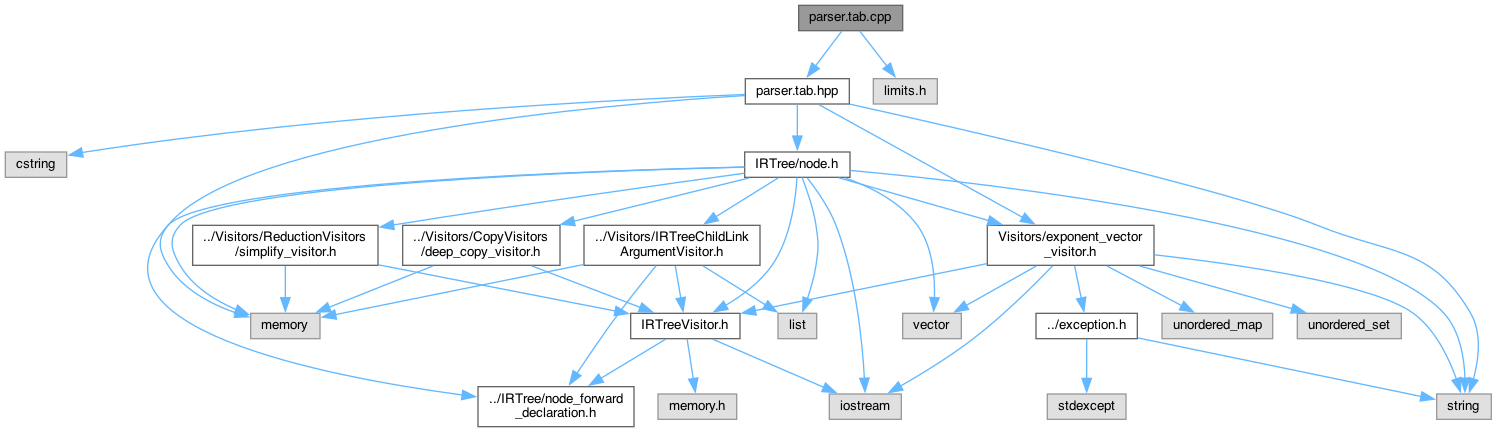 parser.tab.cpp
parser.tab.hpp
limits.h
cstring
IRTree/node.h
../Visitors/ReductionVisitors
/simplify_visitor.h
../Visitors/CopyVisitors
/deep_copy_visitor.h
../Visitors/IRTreeChildLink
ArgumentVisitor.h
Visitors/exponent_vector
_visitor.h
memory
IRTreeVisitor.h
list
vector
../exception.h
unordered_map
unordered_set
../IRTree/node_forward
_declaration.h
memory.h
iostream
stdexcept
string